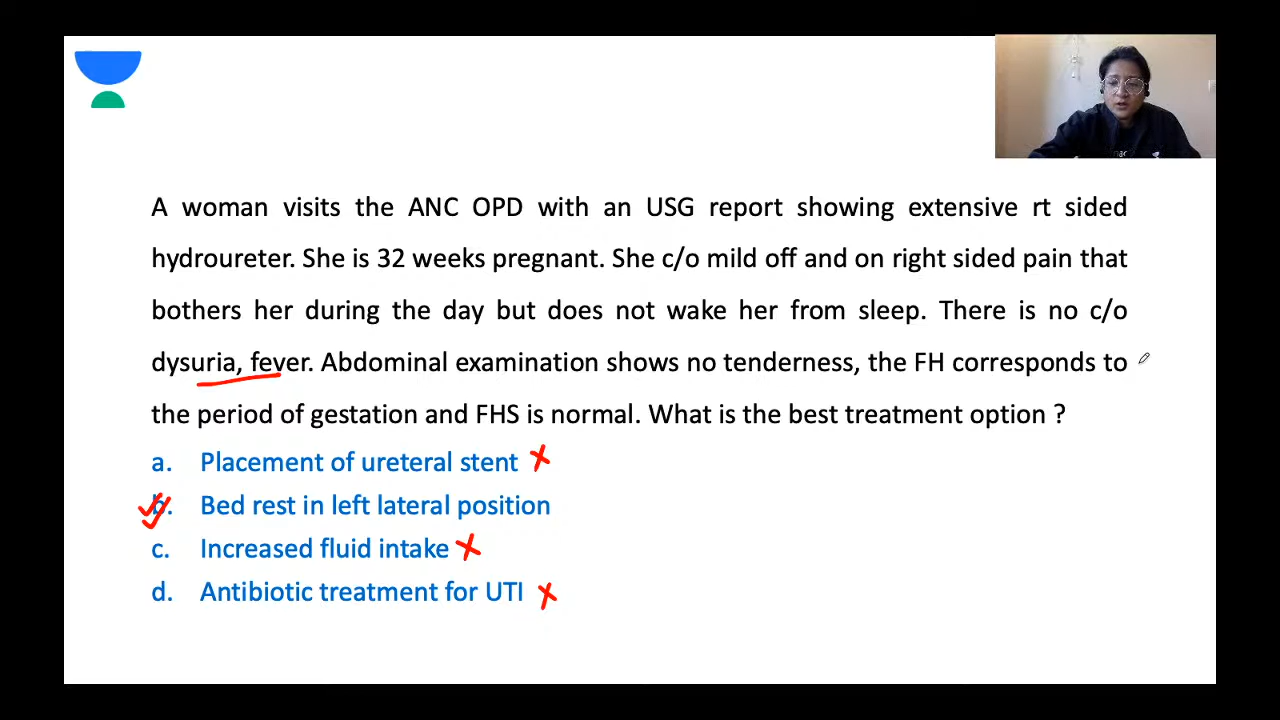 A woman visits the ANC OPD with an USG report showing extensive rt sided
hydroureter. She is 32 weeks pregnant. She c/o mild off and on right sided pain that
bothers her during the day but does not wake her from sleep. There is no c/o
dysuria, fever. Abdominal examination shows no tenderness, the FH corresponds to
the period of gestation and FHS is normal. What is the best treatment option ?
a. Placement of ureteral stent
b. Bed rest in left lateral position
c. Increased fluid intake
d. Antibiotic treatment for UTI